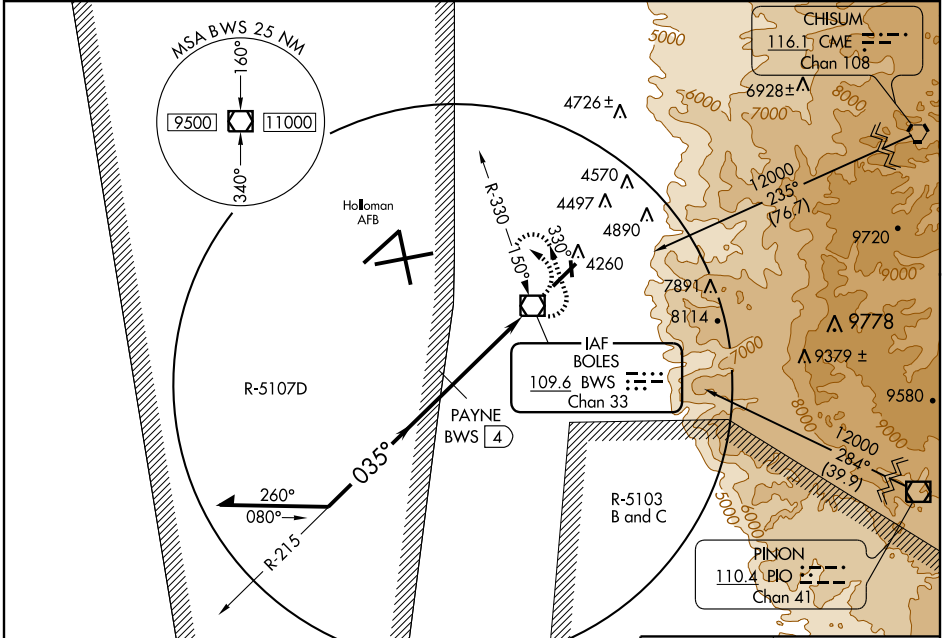 MSA BWS 25 NM
160°
9500
11000
340°
CHISUM
116.1 CME
Chan 108
5000
6000
7000
8000
6928±
4726 ±
12000
235°
(76.7)
4570
4497
4890
R-330
330°
150°
4260
Holloman
AFB
9720
9000
7891
8114
9778
9379 ±
7000
9580
IAF
BOLES
109.6 BWS
Chan 33
R-5107D
PAYNE
BWS 4
035°
12000
284°
(39.9)
260°
080°
R-215
R-5103
B and C
5000
6000
PINON
110.4 PIO
Chan 41